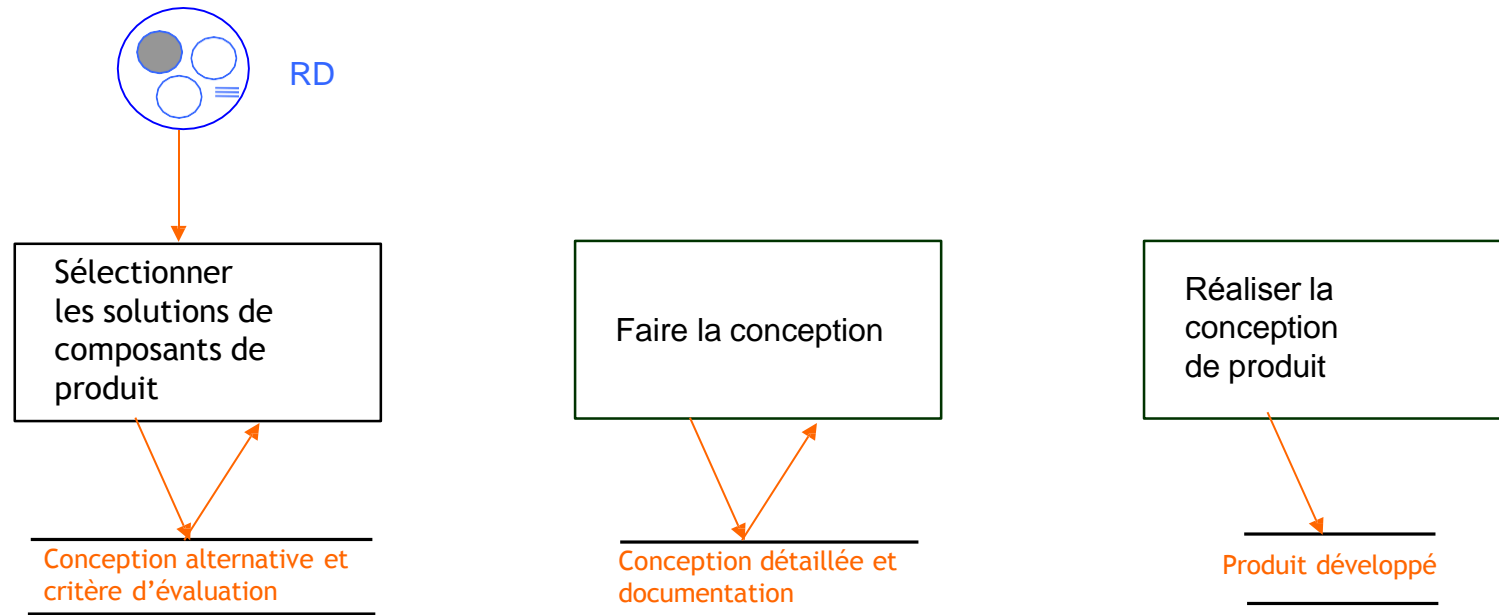 RD
Sélectionner
les solutions de
composants de
produit
Faire la conception
Réaliser la
conception
de produit
Conception alternative et
critère d’évaluation
Conception détaillée et
documentation
Produit développé